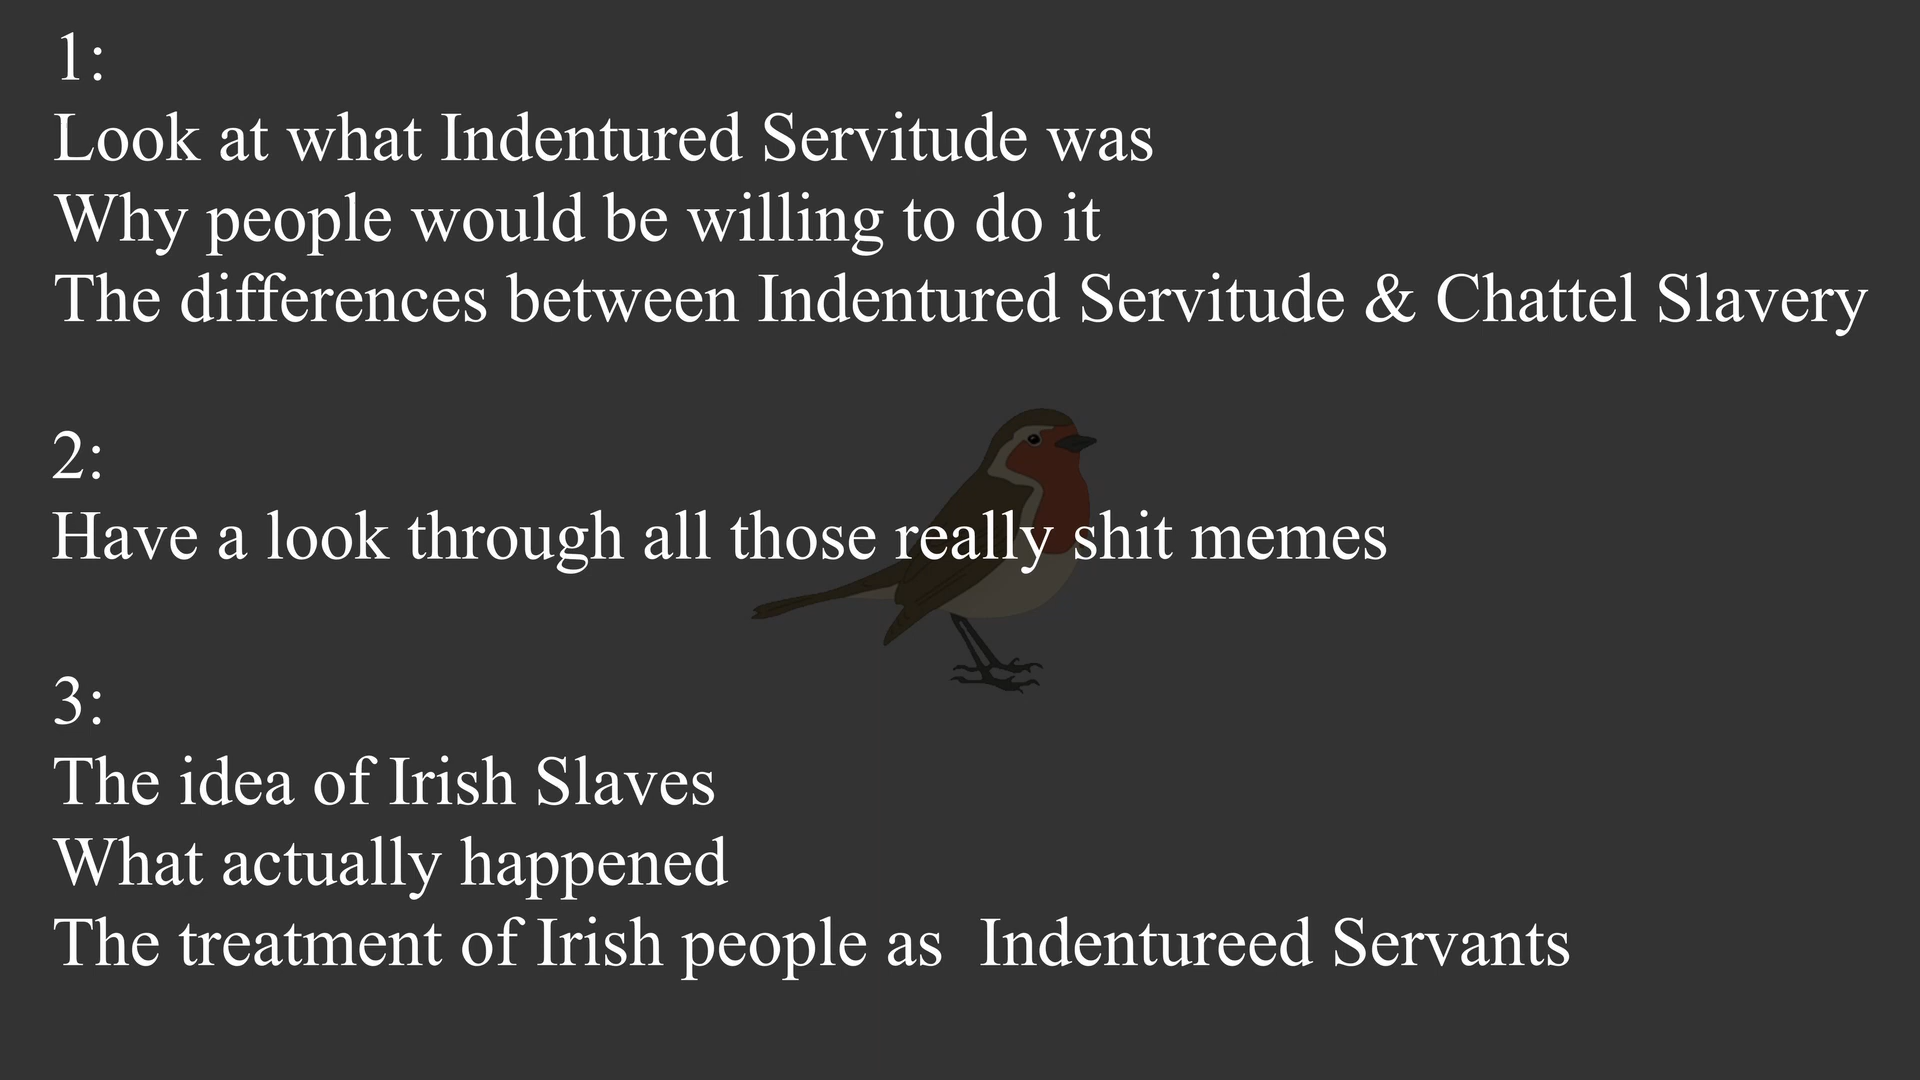 1:
Look at what Indentured Servitude was
Why people would be willing to do it
The differences between Indentured Servitude & Chattel Slavery
2:
Have a look through all those really shit memes
3:
The idea of Irish Slaves
What actually happened
The treatment of Irish people as  Indentureed Servants